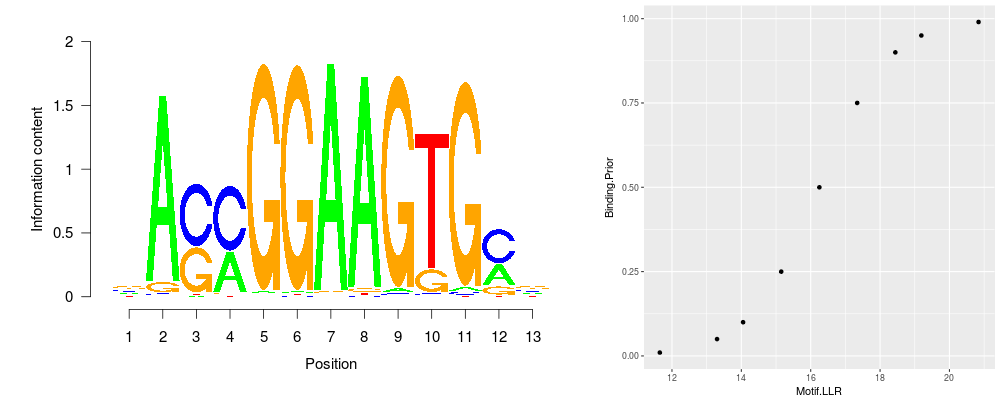 2
1.5
1
0.5
0
Information content
A C C G G A A G T G C
G A G A
G G
1 2 3 4 5 6 7 8 9 10 11 12 13
Position
1.00
0.75
0.50
0.25
0.00
Binding.Prior
12 14 16 18 20
Motif.LLR